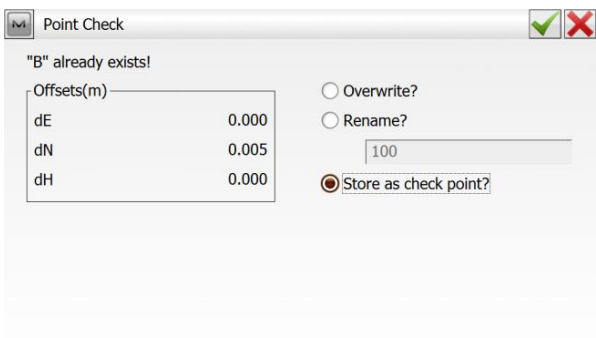 Point Check
"B" already exists!
Offsets(m)
dE 0.000
dN 0.005
dH 0.000
Overwrite?
Rename?
100
Store as check point?